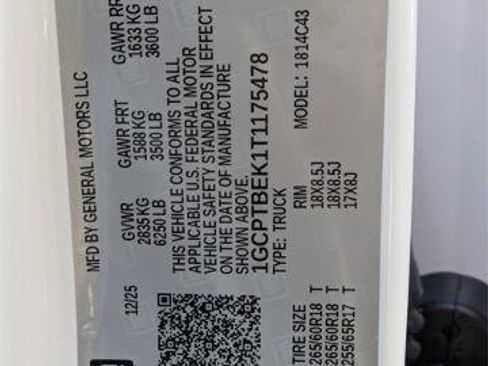 MFD BY GENERAL MOTORS LLC
12/25 GVWR GAWR FRT GAWR RR
2835 KG 1588 KG 1633 KG
6250 LB 3500 LB 3600 LB
THIS VEHICLE CONFORMS TO ALL
APPLICABLE U.S. FEDERAL MOTOR
VEHICLE SAFETY STANDARDS IN EFFECT
ON THE DATE OF MANUFACTURE
SHOWN ABOVE.
1GCPTBEK1T1175478
TYPE: TRUCK MODEL: 1814C43
TIRE SIZE RIM
265/60R18 T 18X8.5J
265/60R18 T 18X8.5J
255/65R17 T 17X8J